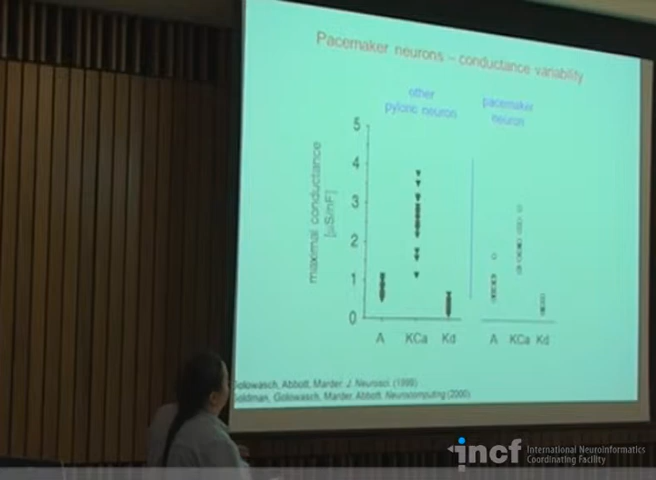 Pacemaker neurons – conductance variability
other
pyloric neuron
pacemaker
neuron
maximal conductance
[µS/nF]
5
4
3
2
1
0
A KCa Kd
A KCa Kd
Golowasch, Abbott, Marder. J. Neurosci. (1999)
Goldman, Golowasch, Marder, Abbott. Neurocomputing (2000)
incf International Neuroinformatics
Coordinating Facility